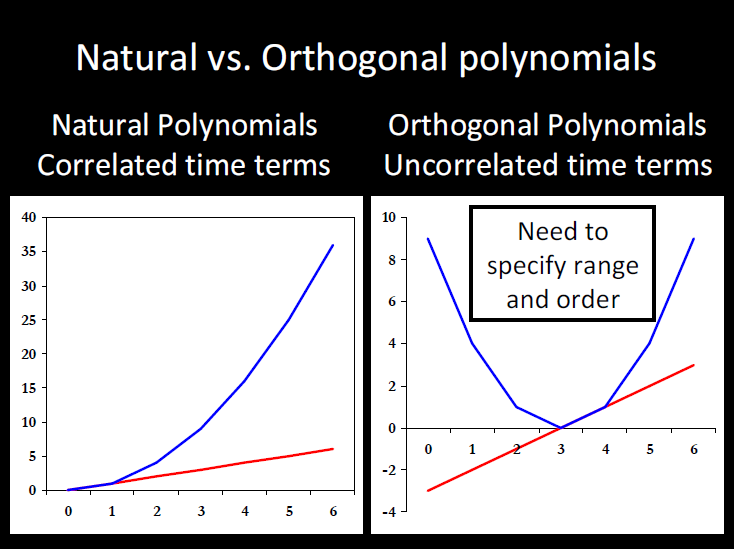 Natural vs. Orthogonal polynomials
Natural Polynomials
Correlated time terms
Orthogonal Polynomials
Uncorrelated time terms
40
35
30
25
20
15
10
5
0
0 1 2 3 4 5 6
Need to
specify range
and order
10
8
6
4
2
0
-2
-4
0 1 2 3 4 5 6